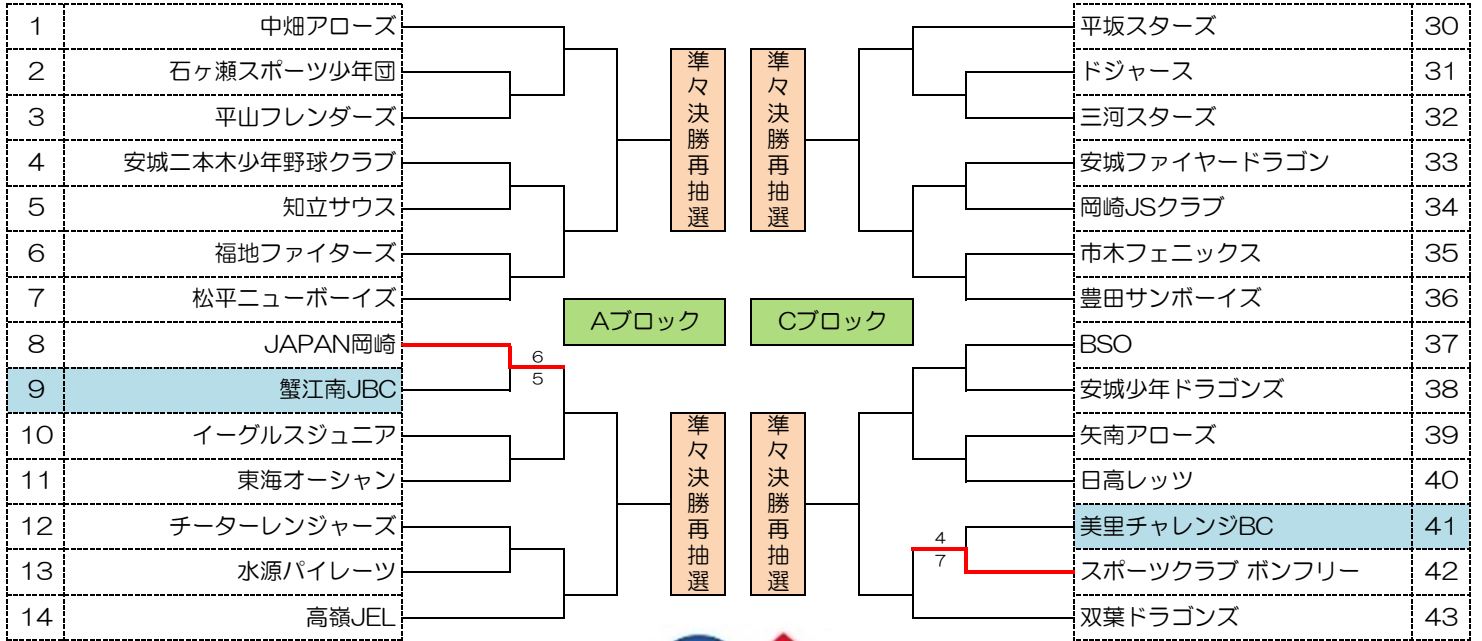 1 中畑アローズ
2 石ヶ瀬スポーツ少年団
3 平山フレンダーズ
4 安城二本木少年野球クラブ
5 知立サウス
6 福地ファイターズ
7 松平ニューボーイズ
8 JAPAN岡崎
9 蟹江南JBC
10 イーグルスジュニア
11 東海オーシャン
12 チーターレンジャーズ
13 水源パイレーツ
14 高嶺JEL
6
5
準々決勝再抽選
準々決勝再抽選
Aブロック
Cブロック
準々決勝再抽選
準々決勝再抽選
平坂スターズ 30
ドジャース 31
三河スターズ 32
安城ファイヤードラゴン 33
岡崎JSクラブ 34
市木フェニックス 35
豊田サンボーイズ 36
BSO 37
安城少年ドラゴンズ 38
矢南アローズ 39
日高レッツ 40
美里チャレンジBC 41
スポーツクラブ ボンフリー 42
双葉ドラゴンズ 43
4
7